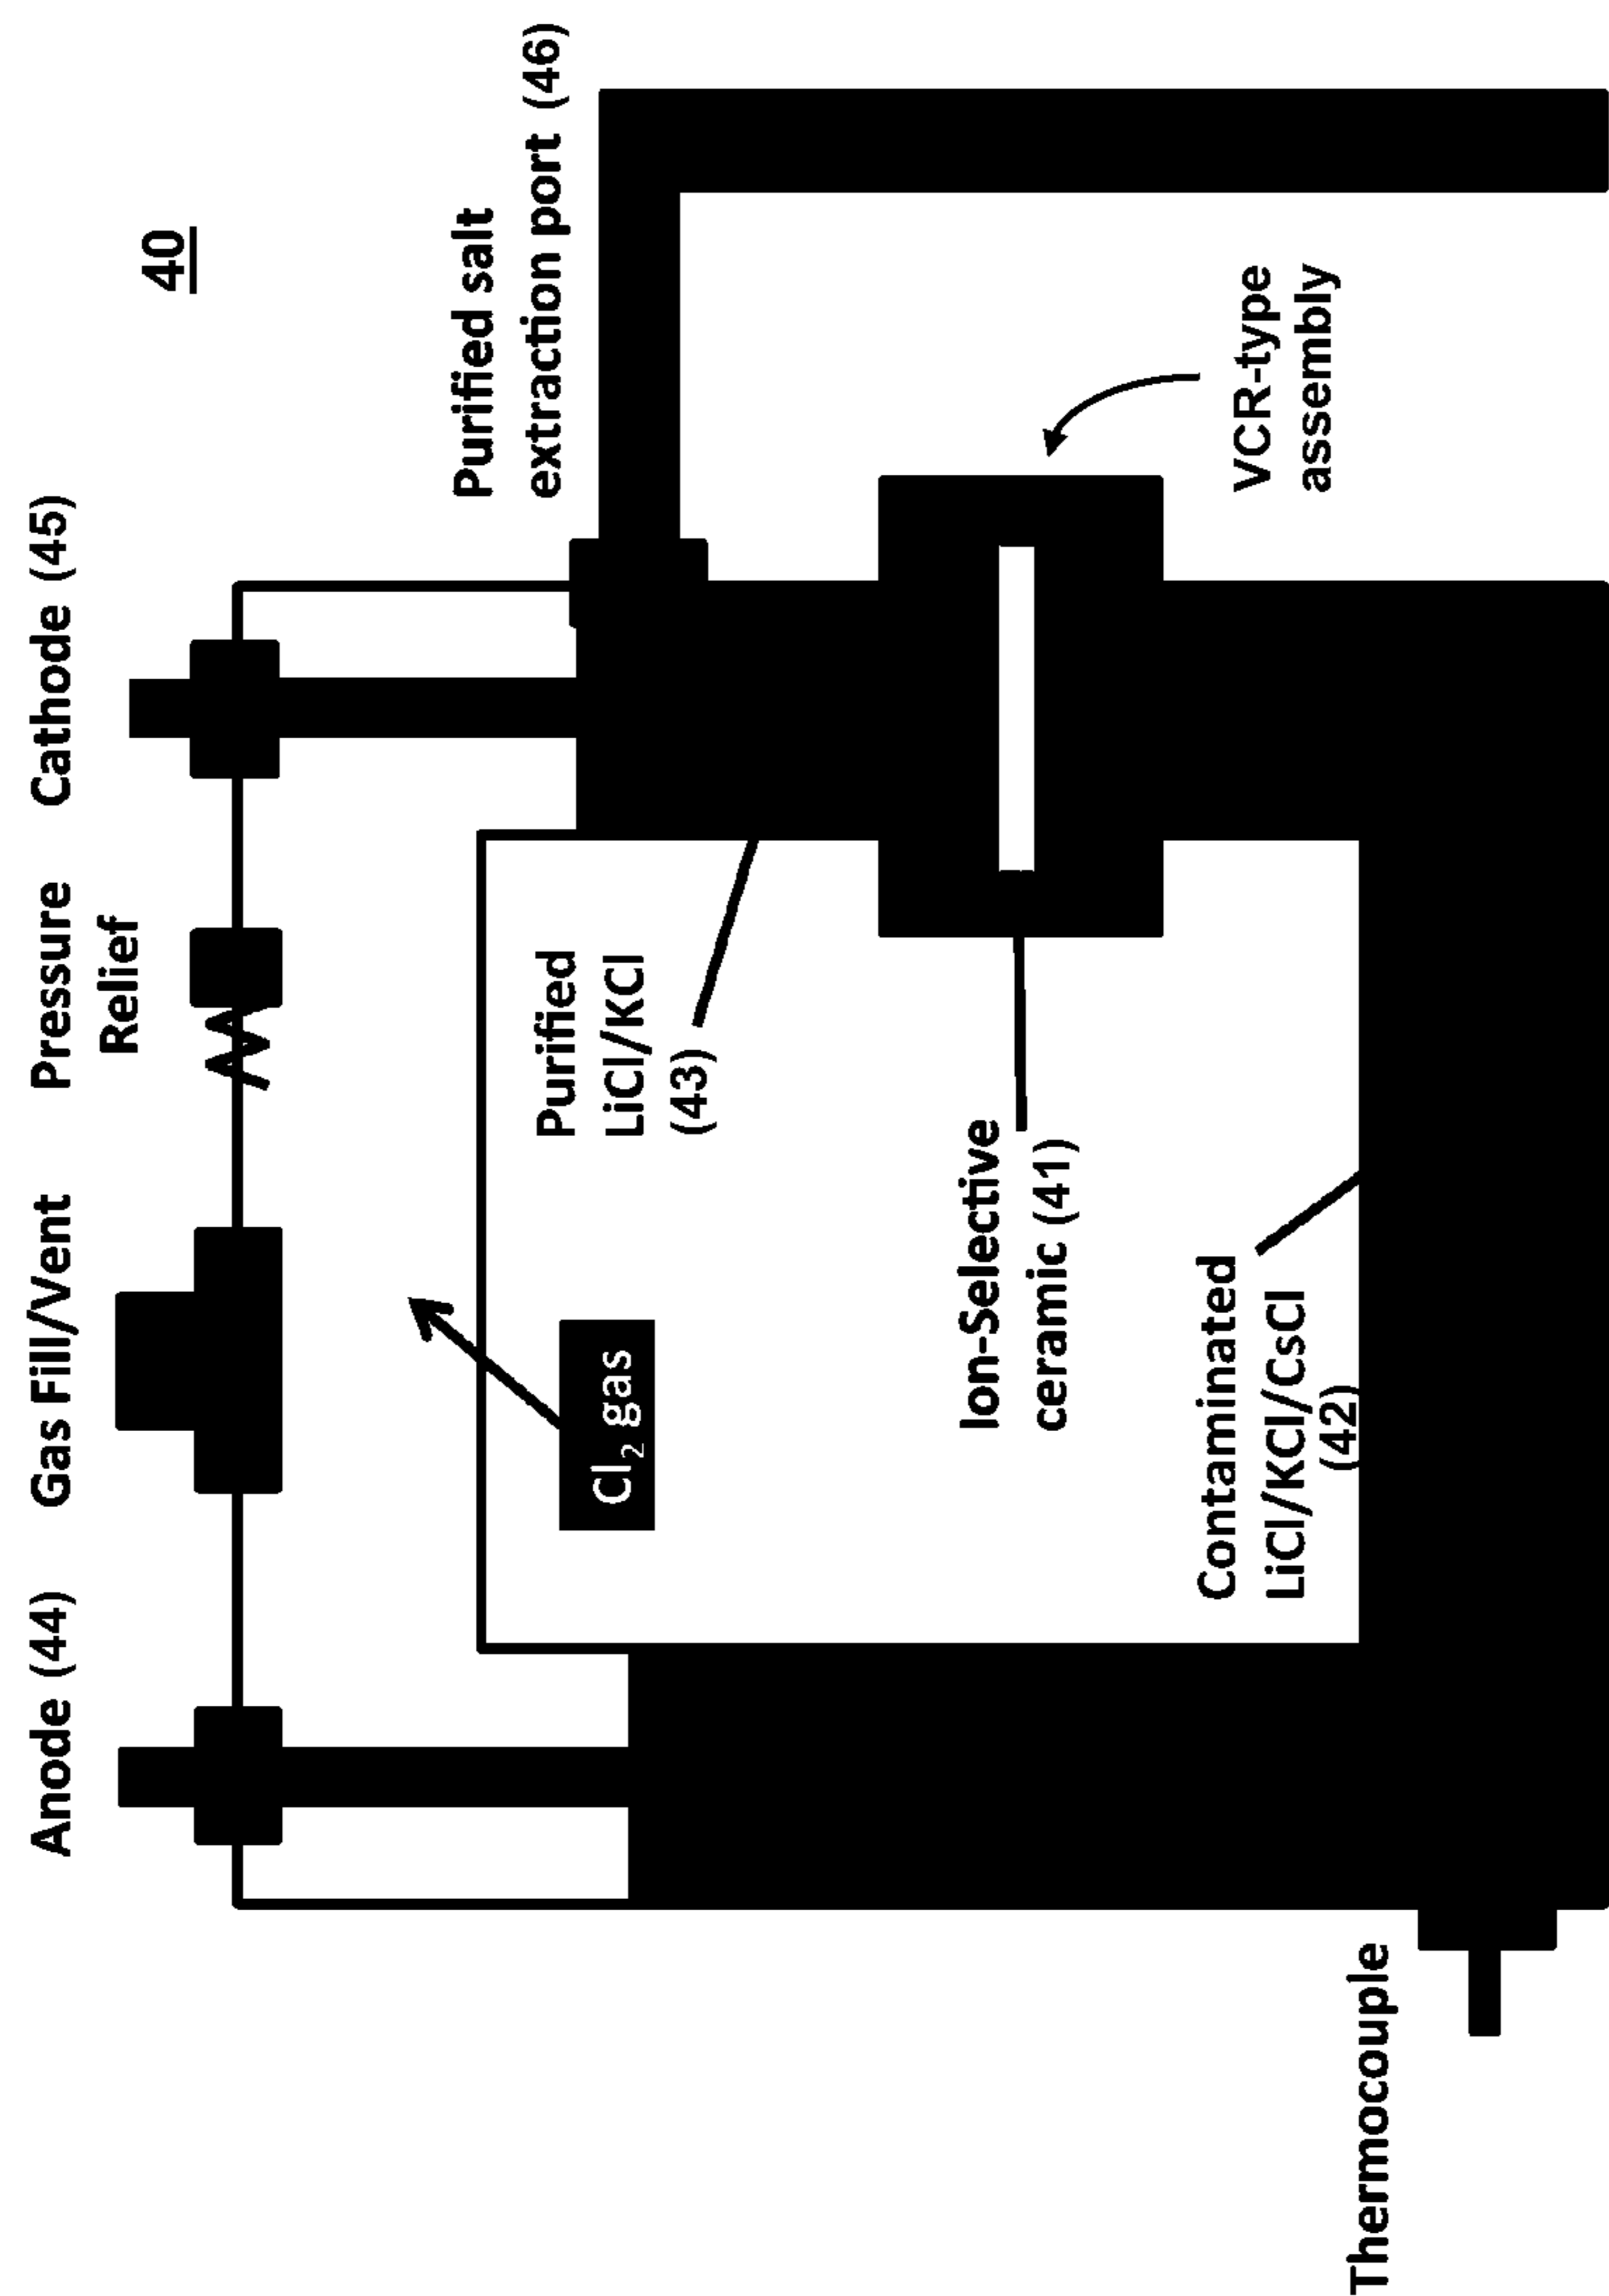 40
Anode (44)
Gas Fill/Vent
Pressure
Relief
Cathode (45)
Purified salt
extraction port (46)
Cl₂ gas
Purified
LiCl/KCl
(43)
Ion-Selective
ceramic (41)
VCR-type
assembly
Contaminated
LiCl/KCl/CsCl
(42)
Thermocouple